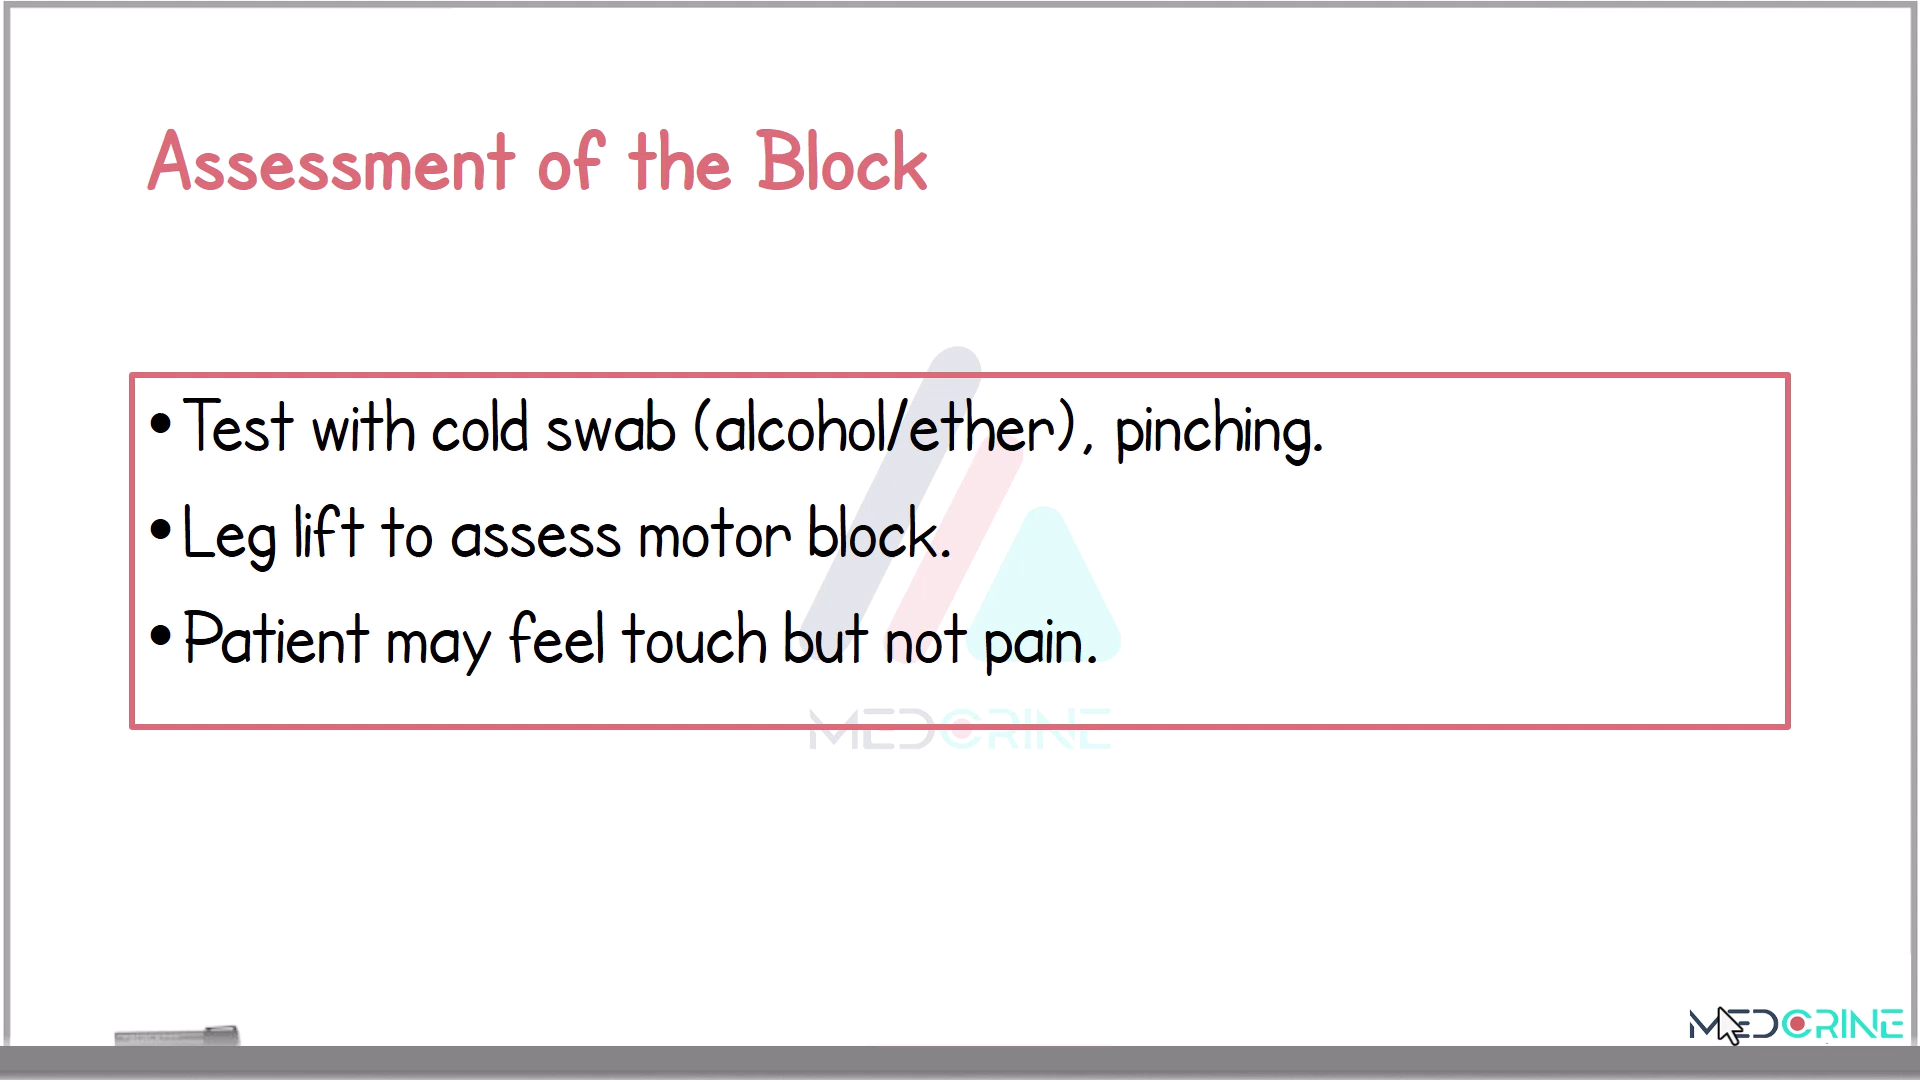 Assessment of the Block
• Test with cold swab (alcohol/ether), pinching.
• Leg lift to assess motor block.
• Patient may feel touch but not pain.
MEDCRINE
MEDCRINE